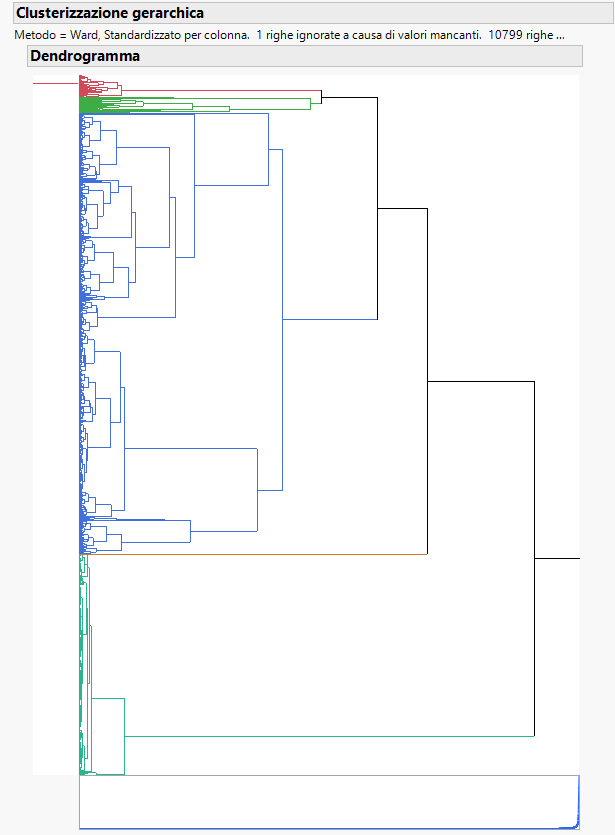 Clusterizzazione gerarchica
Metodo = Ward, Standardizzato per colonna. 1 righe ignorate a causa di valori mancanti. 10799 righe ...
Dendrogramma